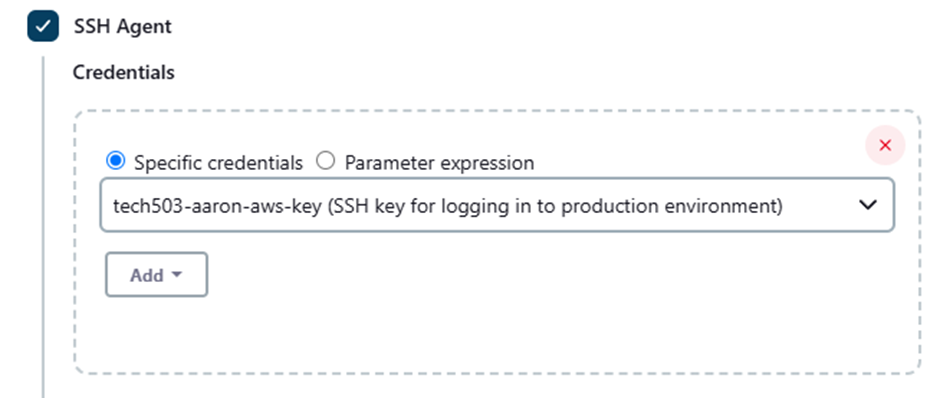 SSH Agent
Credentials
Specific credentials Parameter expression
tech503-aaron-aws-key (SSH key for logging in to production environment)
Add